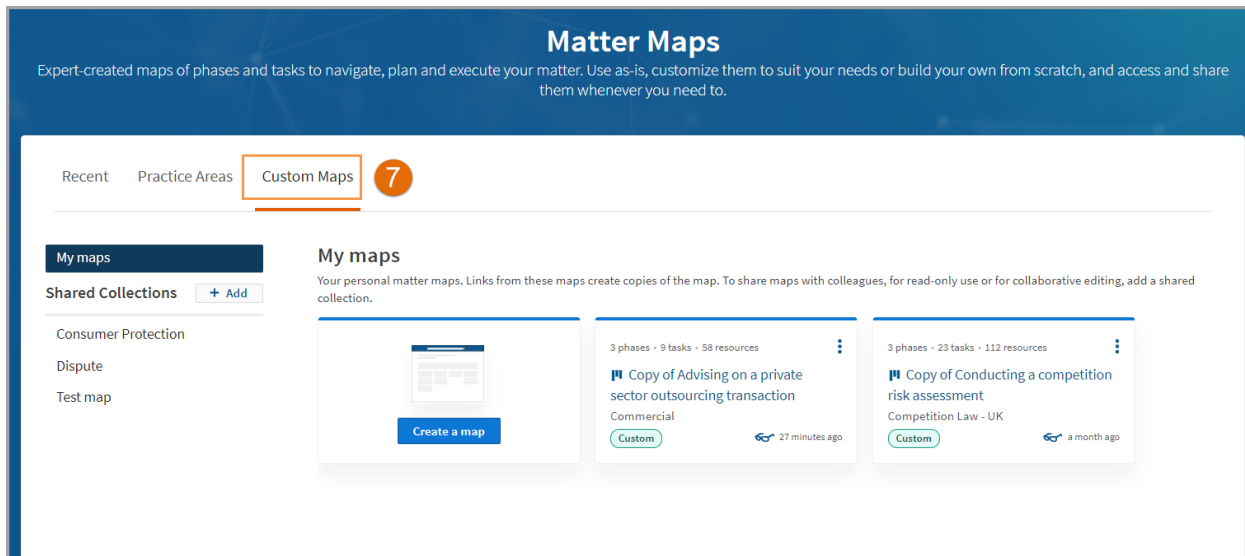 Matter Maps
Expert-created maps of phases and tasks to navigate, plan and execute your matter. Use as-is, customize them to suit your needs or build your own from scratch, and access and share
them whenever you need to.
Recent Practice Areas Custom Maps 7
My maps
Shared Collections + Add
Consumer Protection
Dispute
Test map
My maps
Your personal matter maps. Links from these maps create copies of the map. To share maps with colleagues, for read-only use or for collaborative editing, add a shared
collection.
Create a map
3 phases - 9 tasks - 58 resources
Copy of Advising on a private
sector outsourcing transaction
Commercial
Custom 27 minutes ago
3 phases - 23 tasks - 112 resources
Copy of Conducting a competition
risk assessment
Competition Law - UK
Custom a month ago